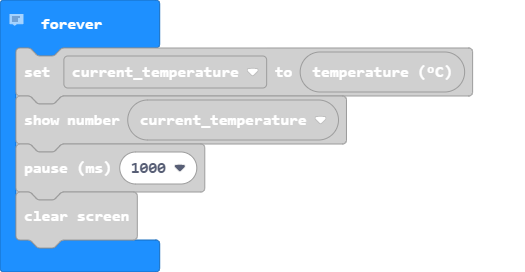 forever
set current_temperature to temperature (ºC)
show number current_temperature
pause (ms) 1000
clear screen